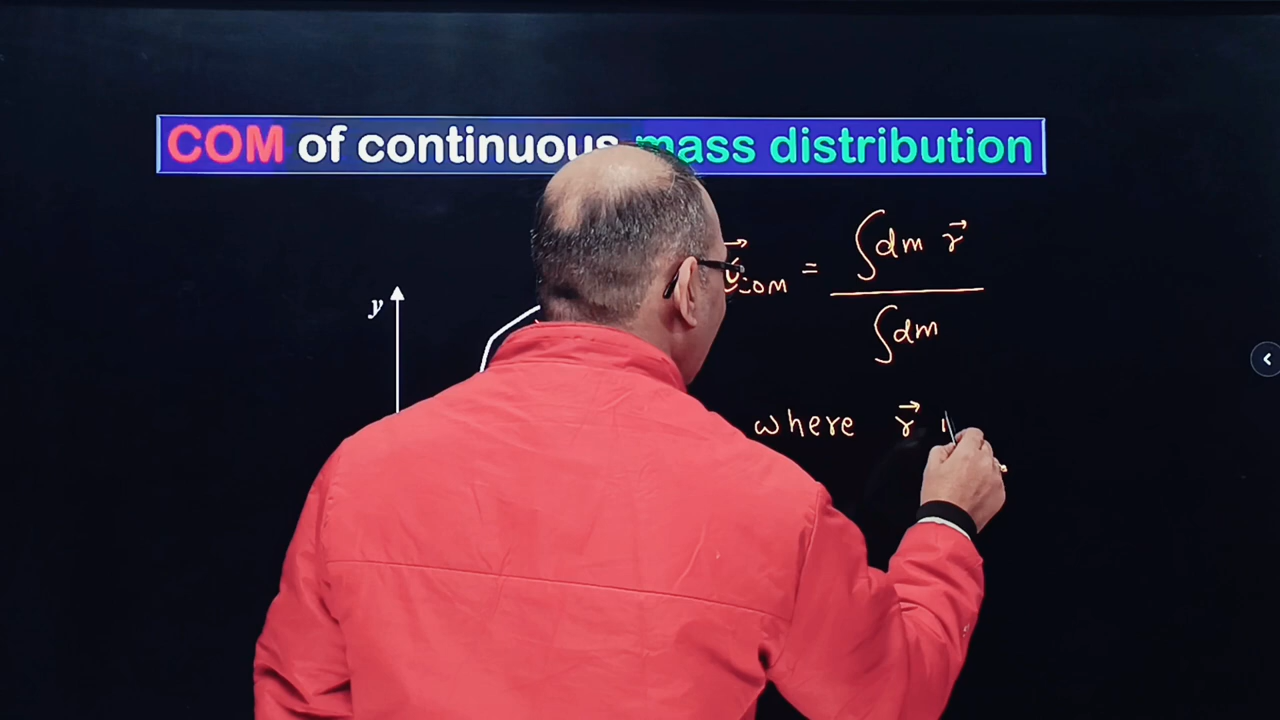 COM of continuous mass distribution
y
COM = ∫dm r⃗ / ∫dm
where r⃗